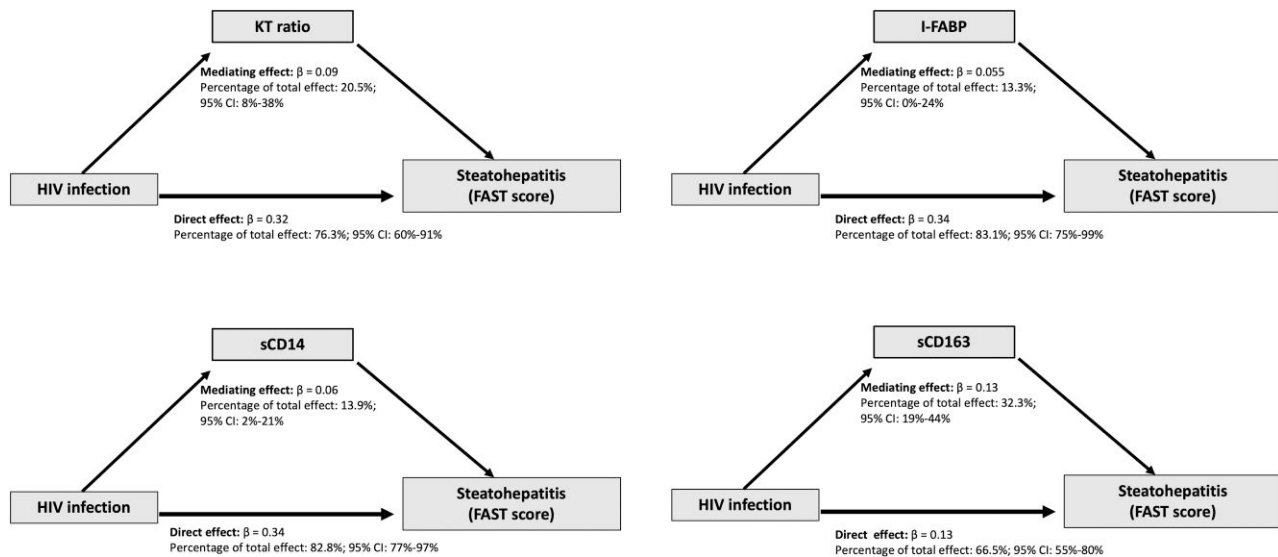 KT ratio
Mediating effect: β = 0.09
Percentage of total effect: 20.5%;
95% CI: 8%-38%
HIV infection
Steatohepatitis
(FAST score)
Direct effect: β = 0.32
Percentage of total effect: 76.3%; 95% CI: 60%-91%
I-FABP
Mediating effect: β = 0.055
Percentage of total effect: 13.3%;
95% CI: 0%-24%
HIV infection
Steatohepatitis
(FAST score)
Direct effect: β = 0.34
Percentage of total effect: 83.1%; 95% CI: 75%-99%
sCD14
Mediating effect: β = 0.06
Percentage of total effect: 13.9%;
95% CI: 2%-21%
HIV infection
Steatohepatitis
(FAST score)
Direct effect: β = 0.34
Percentage of total effect: 82.8%; 95% CI: 77%-97%
sCD163
Mediating effect: β = 0.13
Percentage of total effect: 32.3%;
95% CI: 19%-44%
HIV infection
Steatohepatitis
(FAST score)
Direct effect: β = 0.13
Percentage of total effect: 66.5%; 95% CI: 55%-80%